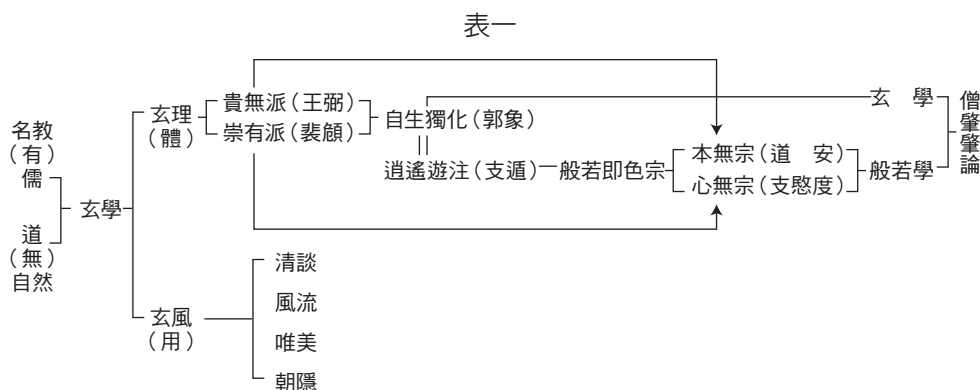 表一
名教
（有）
儒
道
（無）
自然
玄學
玄理
（體）
貴無派（王弼）
崇有派（裴頠）
自生獨化（郭象）
逍遙遊注（支遁）
般若即色宗
本無宗（道　安）
心無宗（支愍度）
玄　學
般若學
僧肇肇論
玄風
（用）
清談
風流
唯美
朝隱